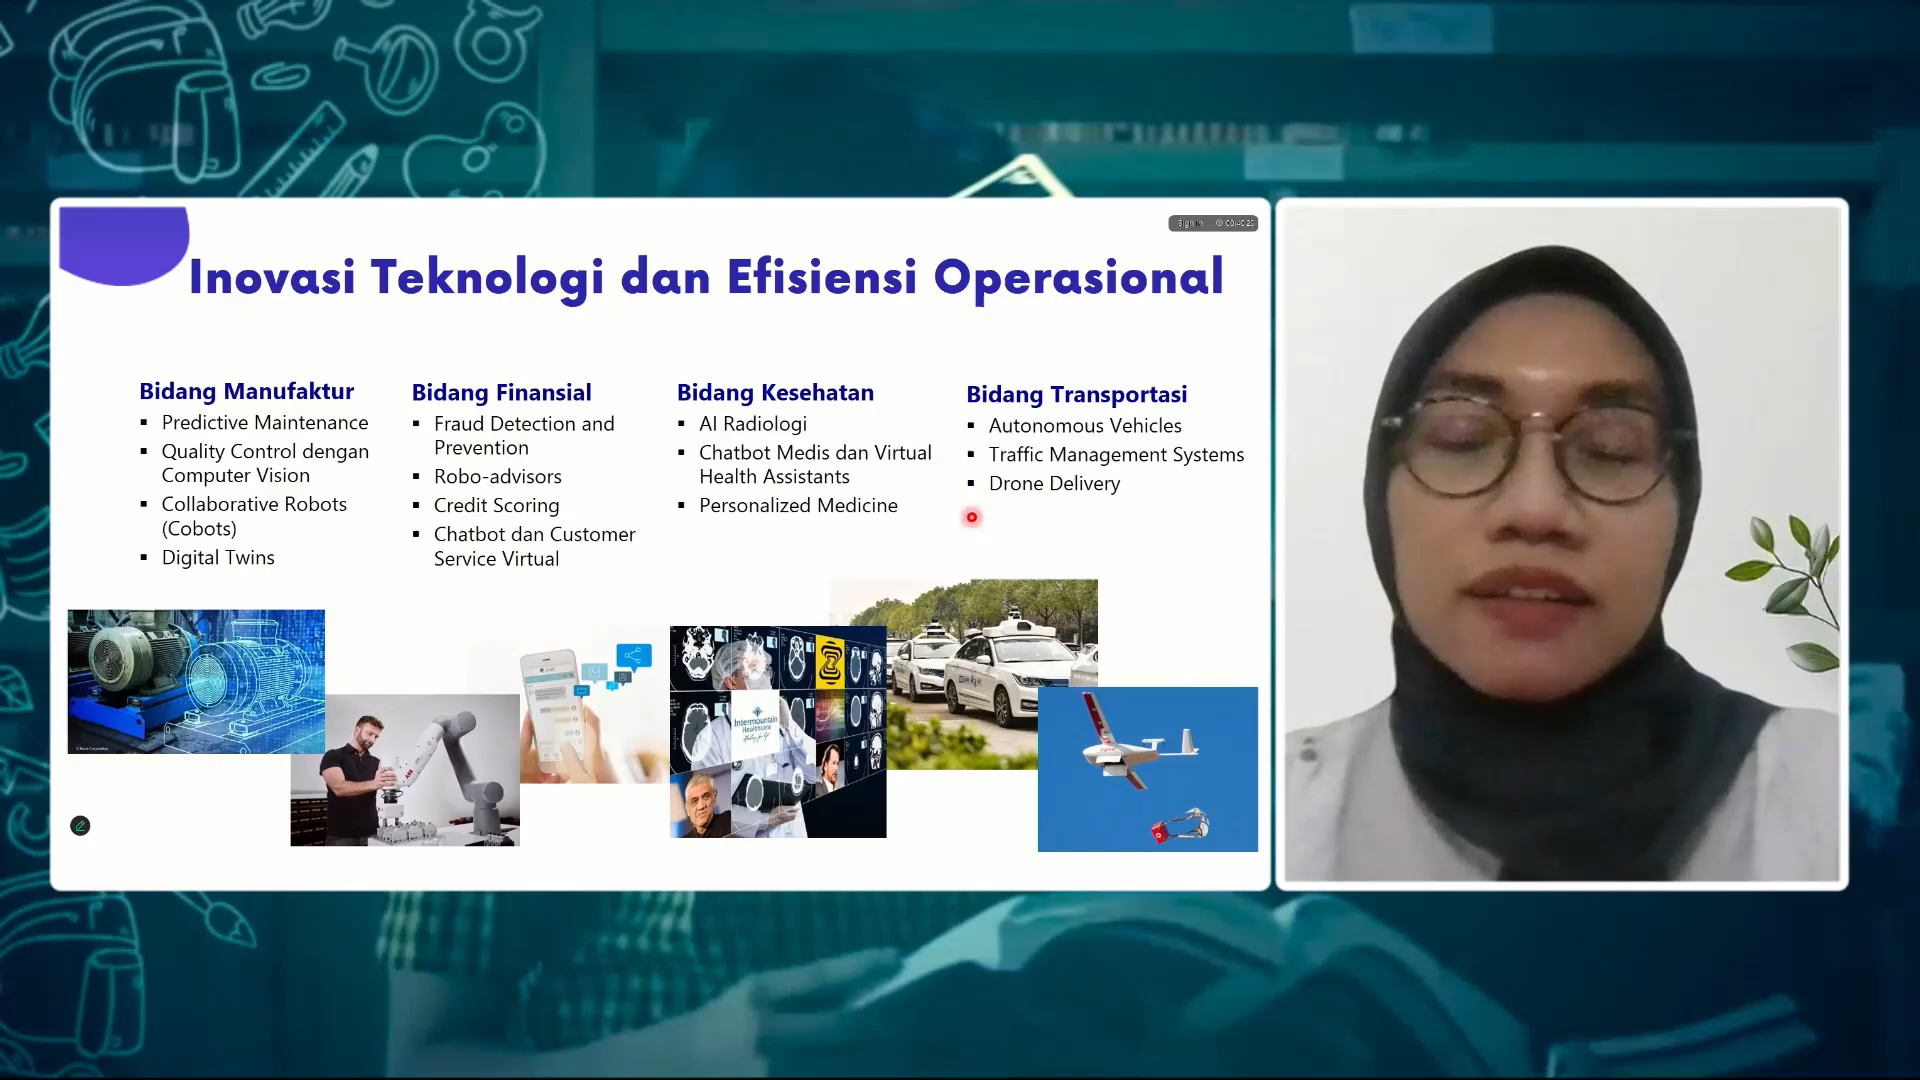 Sign in
Inovasi Teknologi dan Efisiensi Operasional
Bidang Manufaktur
▪ Predictive Maintenance
▪ Quality Control dengan
Computer Vision
▪ Collaborative Robots
(Cobots)
▪ Digital Twins
Bidang Finansial
▪ Fraud Detection and
Prevention
▪ Robo-advisors
▪ Credit Scoring
▪ Chatbot dan Customer
Service Virtual
Bidang Kesehatan
▪ AI Radiologi
▪ Chatbot Medis dan Virtual
Health Assistants
▪ Personalized Medicine
Bidang Transportasi
▪ Autonomous Vehicles
▪ Traffic Management Systems
▪ Drone Delivery
Intermountain
Healthcare
ABB